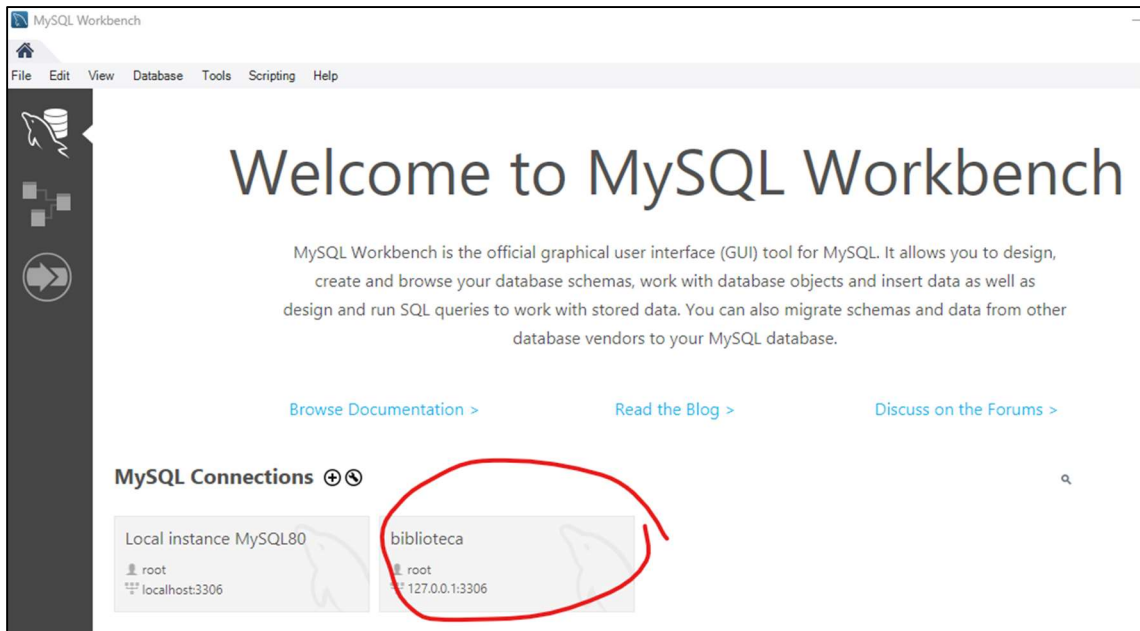 MySQL Workbench
File Edit View Database Tools Scripting Help
Welcome to MySQL Workbench
MySQL Workbench is the official graphical user interface (GUI) tool for MySQL. It allows you to design,
create and browse your database schemas, work with database objects and insert data as well as
design and run SQL queries to work with stored data. You can also migrate schemas and data from other
database vendors to your MySQL database.
Browse Documentation > Read the Blog > Discuss on the Forums >
MySQL Connections
Local instance MySQL80
root
localhost:3306
biblioteca
root
127.0.0.1:3306